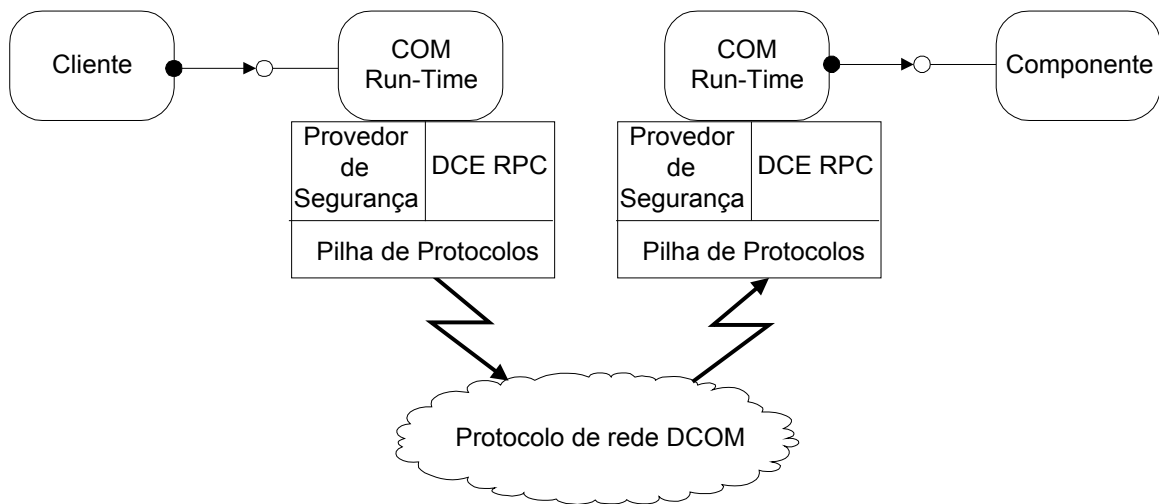 Cliente
COM
Run-Time
COM
Run-Time
Componente
Provedor
de
Segurança
DCE RPC
Provedor
de
Segurança
DCE RPC
Pilha de Protocolos
Pilha de Protocolos
Protocolo de rede DCOM